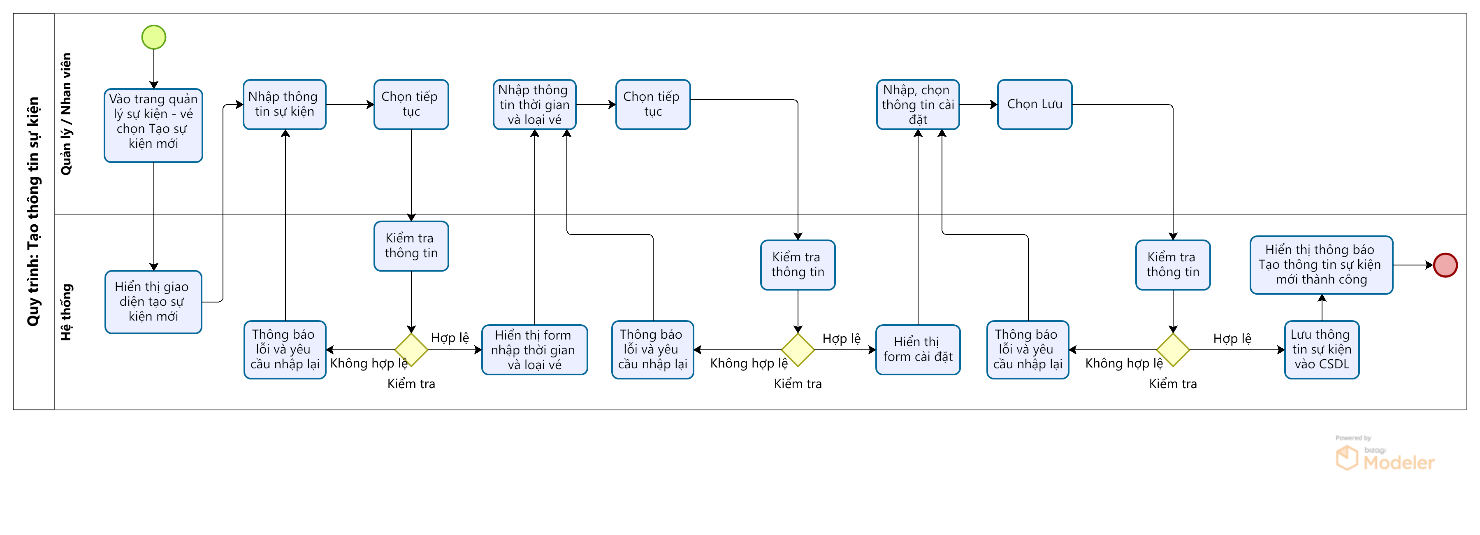 Quy trình: Tạo thông tin sự kiện
Quản lý / Nhan viên
Vào trang quản
lý sự kiện - vé
chọn Tạo sự
kiện mới
Nhập thông
tin sự kiện
Chọn tiếp
tục
Nhập thông
tin thời gian
và loại vé
Chọn tiếp
tục
Nhập, chọn
thông tin cài
đặt
Chọn Lưu
Hệ thống
Hiển thị giao
diện tạo sự
kiện mới
Thông báo
lỗi và yêu
cầu nhập lại
Không hợp lệ
Kiểm tra
thông tin
Kiểm tra
Hợp lệ
Hiển thị form
nhập thời gian
và loại vé
Thông báo
lỗi và yêu
cầu nhập lại
Không hợp lệ
Kiểm tra
thông tin
Kiểm tra
Hợp lệ
Hiển thị
form cài đặt
Thông báo
lỗi và yêu
cầu nhập lại
Không hợp lệ
Kiểm tra
thông tin
Kiểm tra
Hợp lệ
Lưu thông
tin sự kiện
vào CSDL
Hiển thị thông báo
Tạo thông tin sự kiện
mới thành công
Powered by
bizagi
Modeler